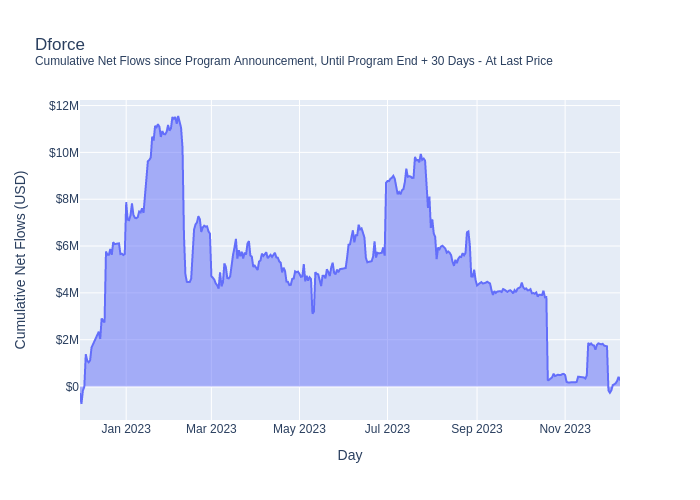 Dforce
Cumulative Net Flows since Program Announcement, Until Program End + 30 Days - At Last Price
Cumulative Net Flows (USD)
$12M
$10M
$8M
$6M
$4M
$2M
$0
Jan 2023 Mar 2023 May 2023 Jul 2023 Sep 2023 Nov 2023
Day